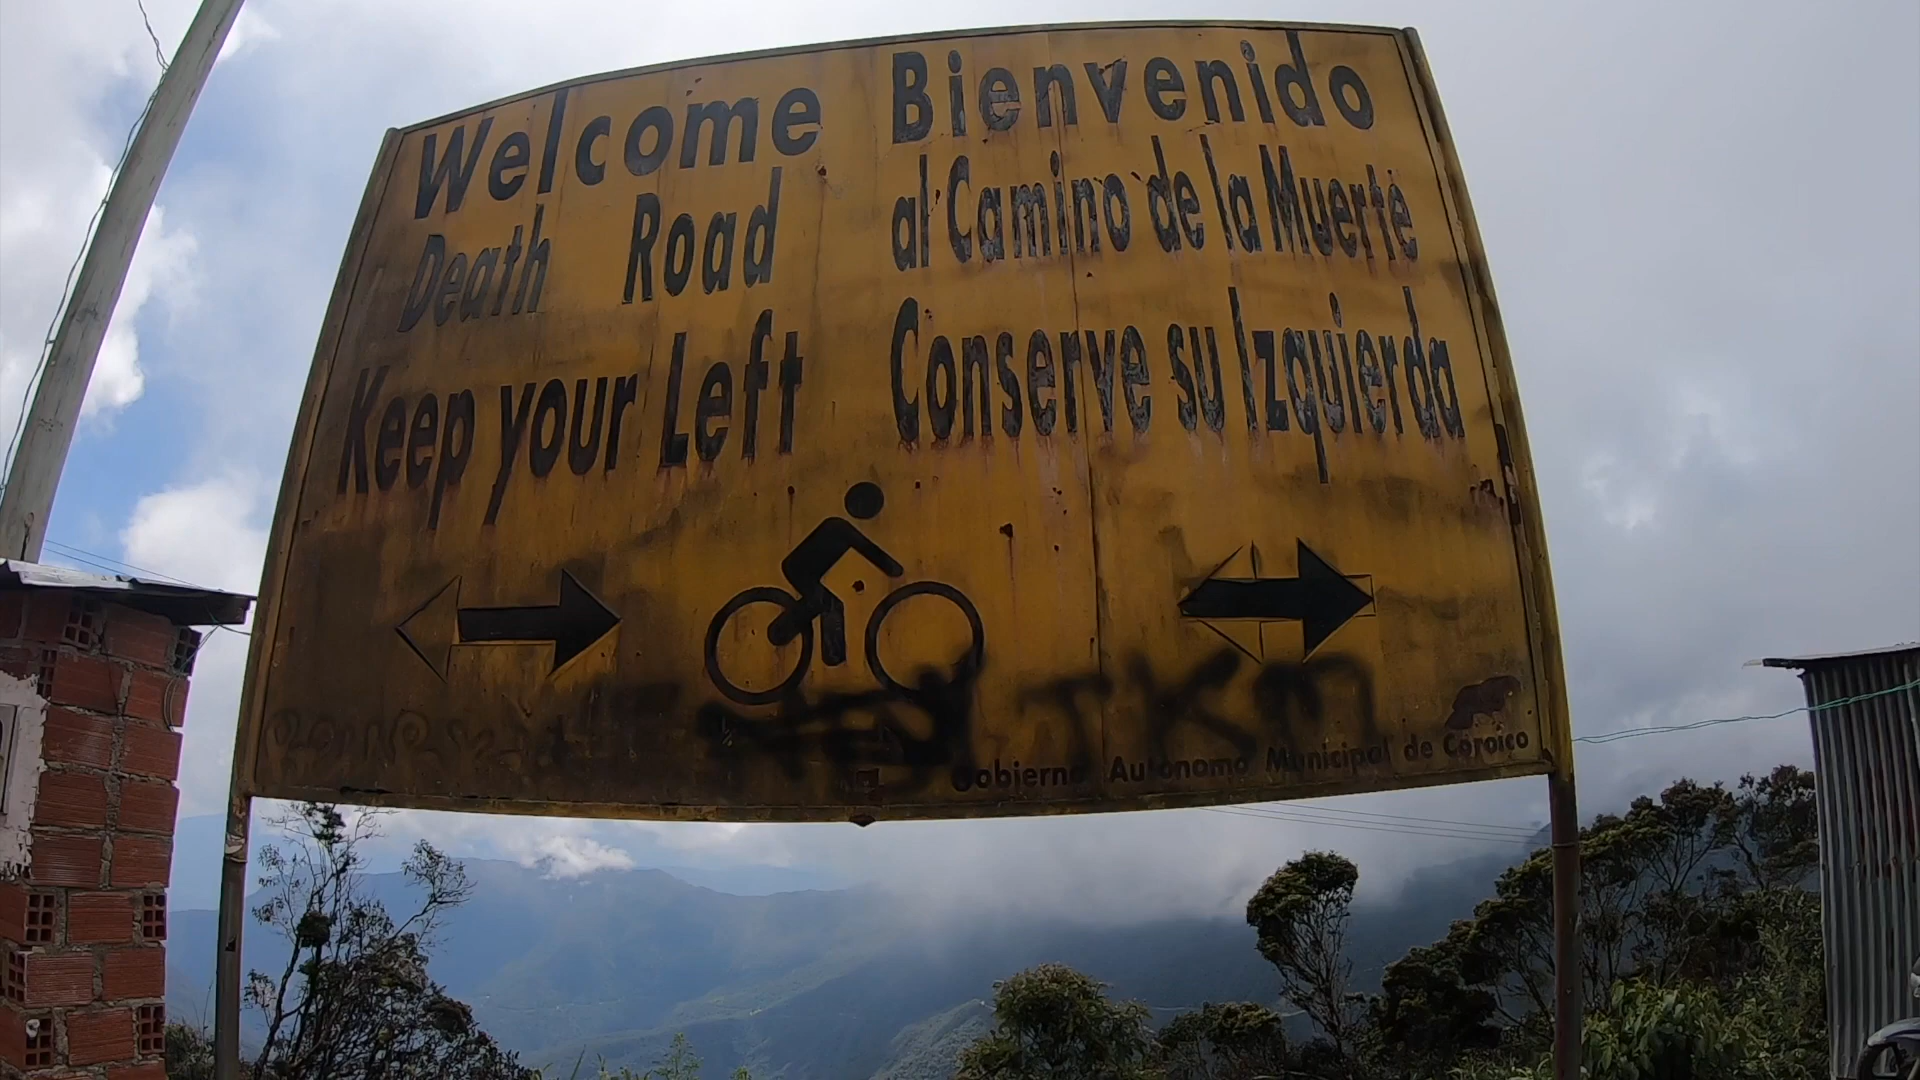 Welcome
Death Road
Keep your Left
Bienvenido
al Camino de la Muerte
Conserve su Izquierda
TKM
Gobierno Autonomo Municipal de Coroico